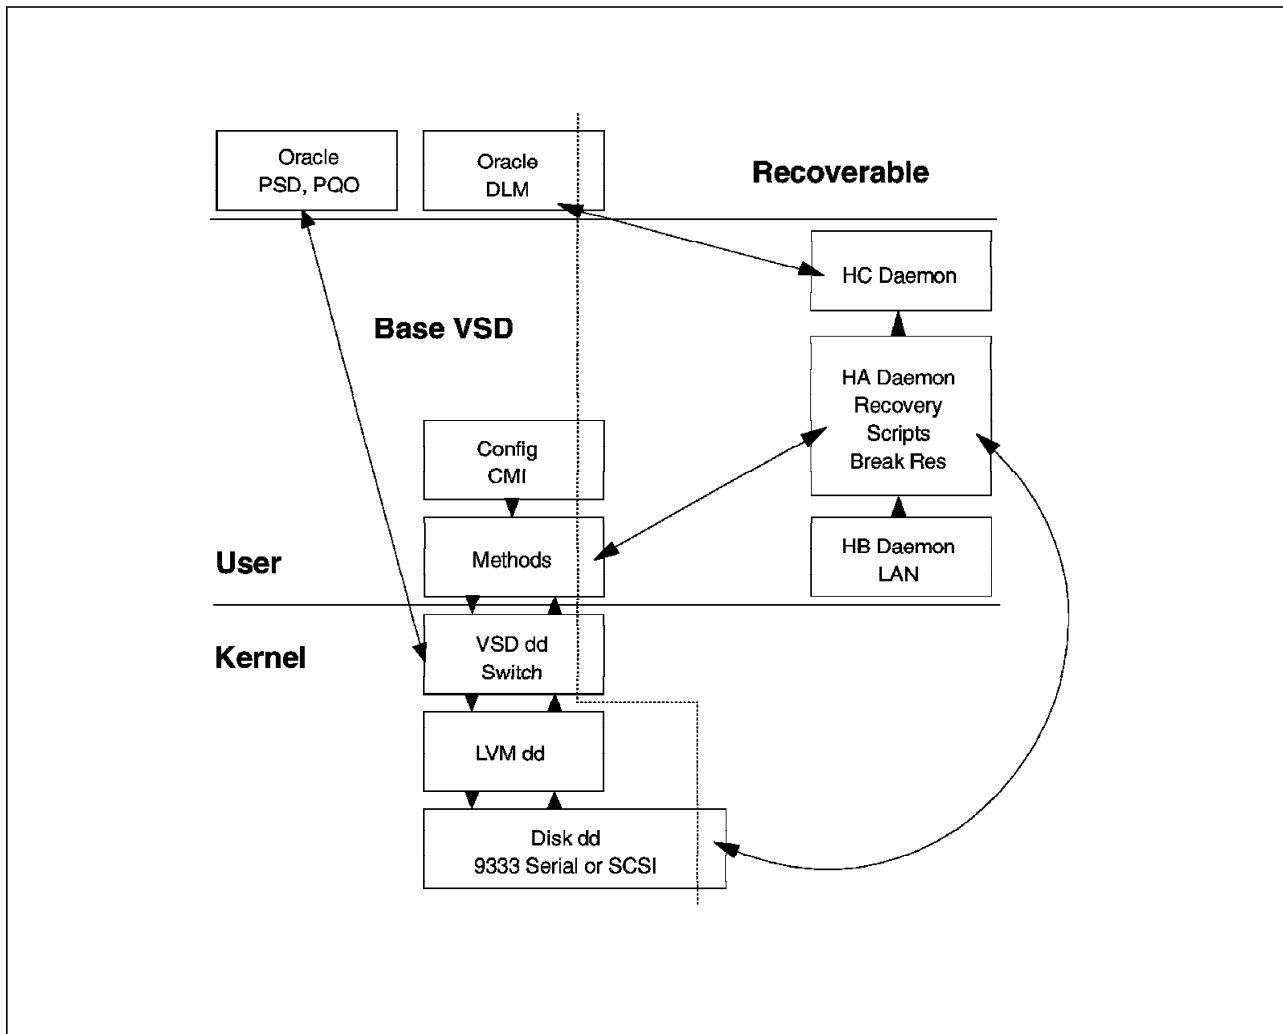 Oracle
PSD, PQO
Oracle
DLM
Recoverable
HC Daemon
Base VSD
HA Daemon
Recovery
Scripts
Break Res
Config
CMI
User
Methods
HB Daemon
LAN
Kernel
VSD dd
Switch
LVM dd
Disk dd
9333 Serial or SCSI